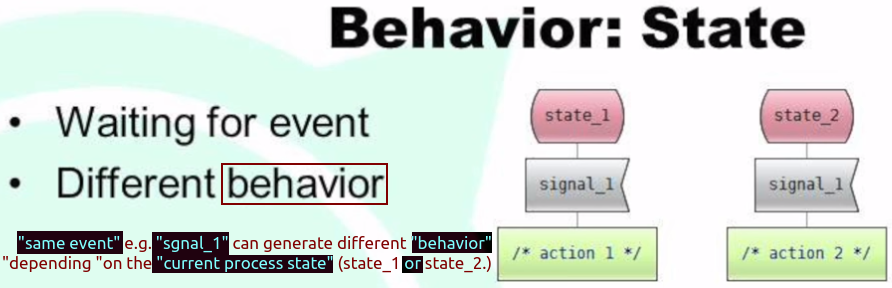 Behavior: State
• Waiting for event
• Different behavior
"same event" e.g. "sgnal_1" can generate different "behavior"
"depending "on the "current process state" (state_1 or state_2.)
state_1
signal_1
/* action 1 */
state_2
signal_1
/* action 2 */